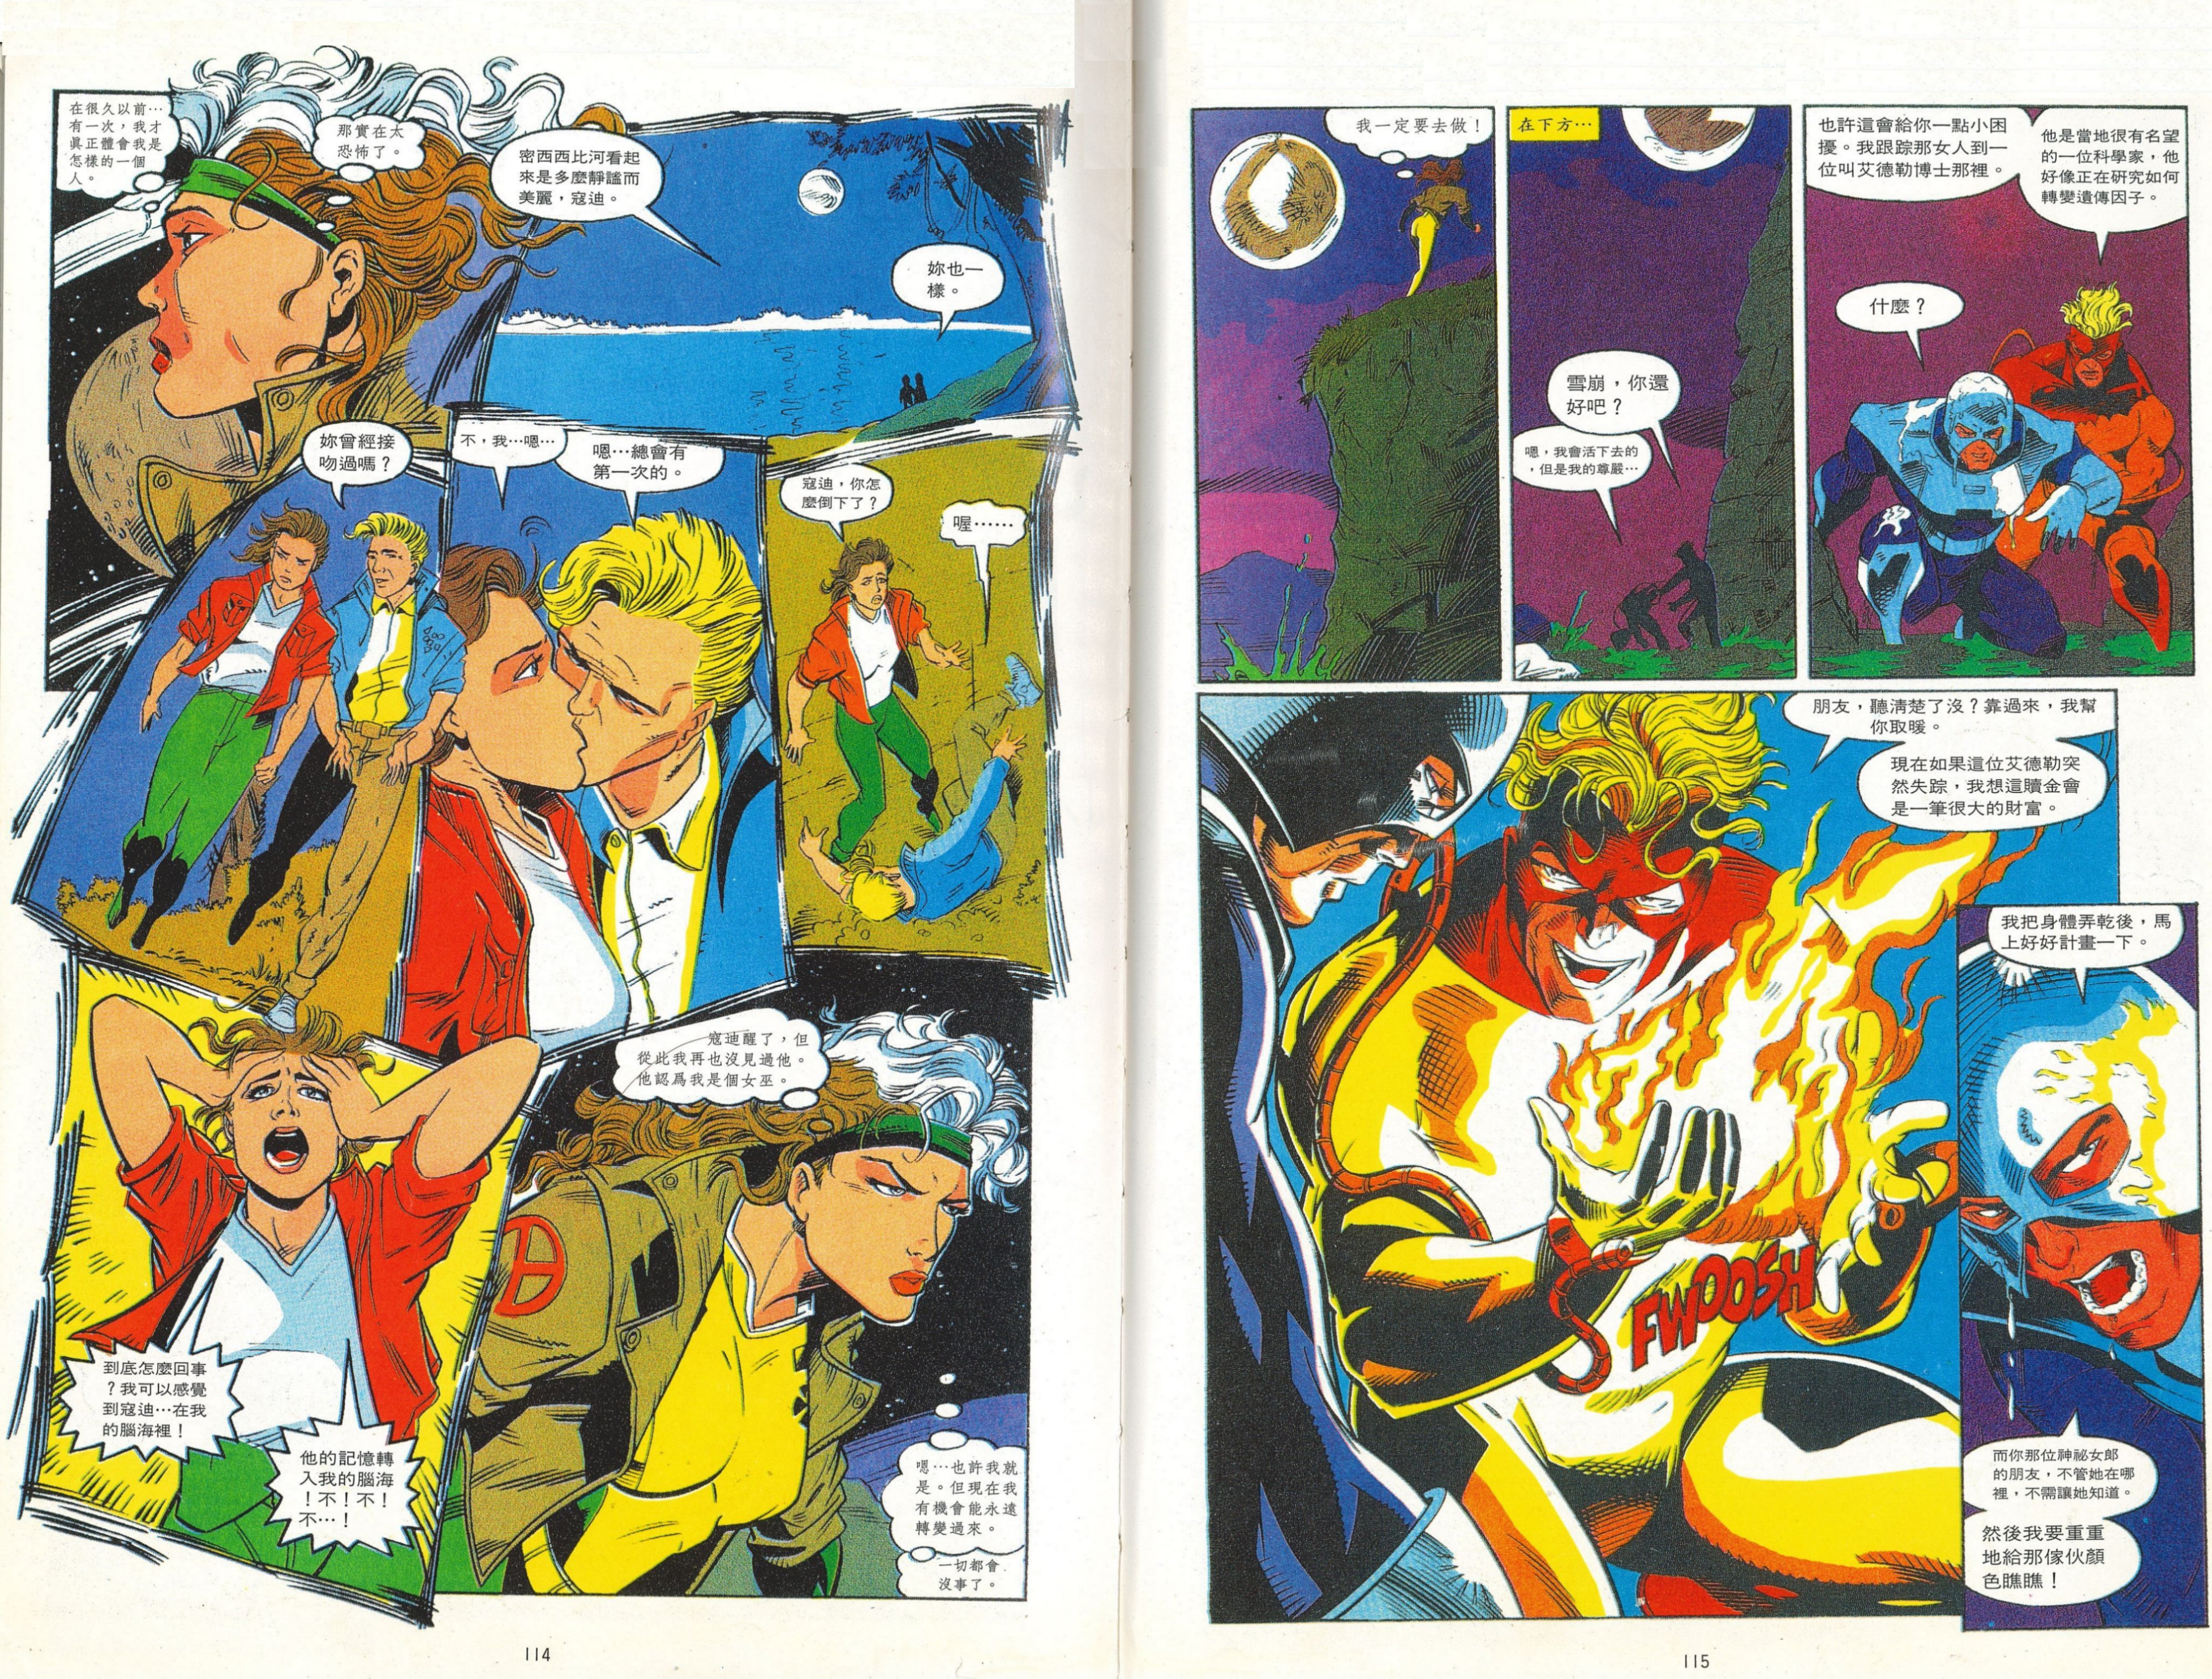 在很久以前⋯
有一次，我才
眞正體會我是
怎樣的一個
人。
那實在太
恐怖了。
密西西比河看起
來是多麼靜謐而
美麗，寇迪。
妳也一
樣。
妳曾經接
吻過嗎？
不，我⋯嗯⋯
嗯⋯總會有
第一次的。
寇迪，你怎
麼倒下了？
喔⋯⋯
到底怎麼回事
？我可以感覺
到寇迪⋯在我
的腦海裡！
他的記憶轉
入我的腦海
！不！不！
不⋯！
寇迪醒了，但
從此我再也沒見過他。
他認爲我是個女巫。
嗯⋯也許我就
是。但現在我
有機會能永遠
轉變過來。
一切都會
沒事了。
114
我一定要去做！
在下方⋯
雪崩，你還
好吧？
嗯，我會活下去的
，但是我的尊嚴⋯
也許這會給你一點小困
擾。我跟踪那女人到一
位叫艾德勒博士那裡。
他是當地很有名望
的一位科學家，他
好像正在硏究如何
轉變遺傳因子。
什麼？
朋友，聽淸楚了沒？靠過來，我幫
你取暖。
現在如果這位艾德勒突
然失踪，我想這贖金會
是一筆很大的財富。
FWOOSH
我把身體弄乾後，馬
上好好計畫一下。
而你那位神祕女郎
的朋友，不管她在哪
裡，不需讓她知道。
然後我要重重
地給那傢伙顏
色瞧瞧！
115